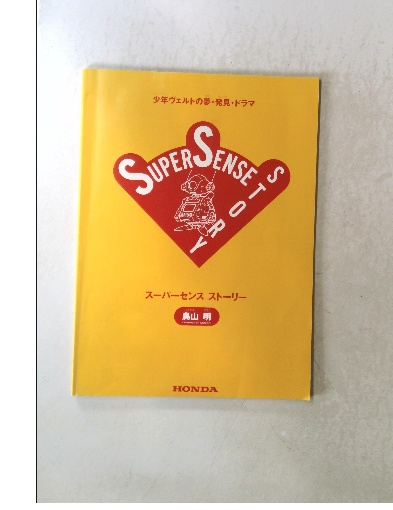 少年ヴェルトの夢・発見・ドラマ
SUPER SENSE STORY
スーパーセンス ストーリー
鳥山 明
HONDA